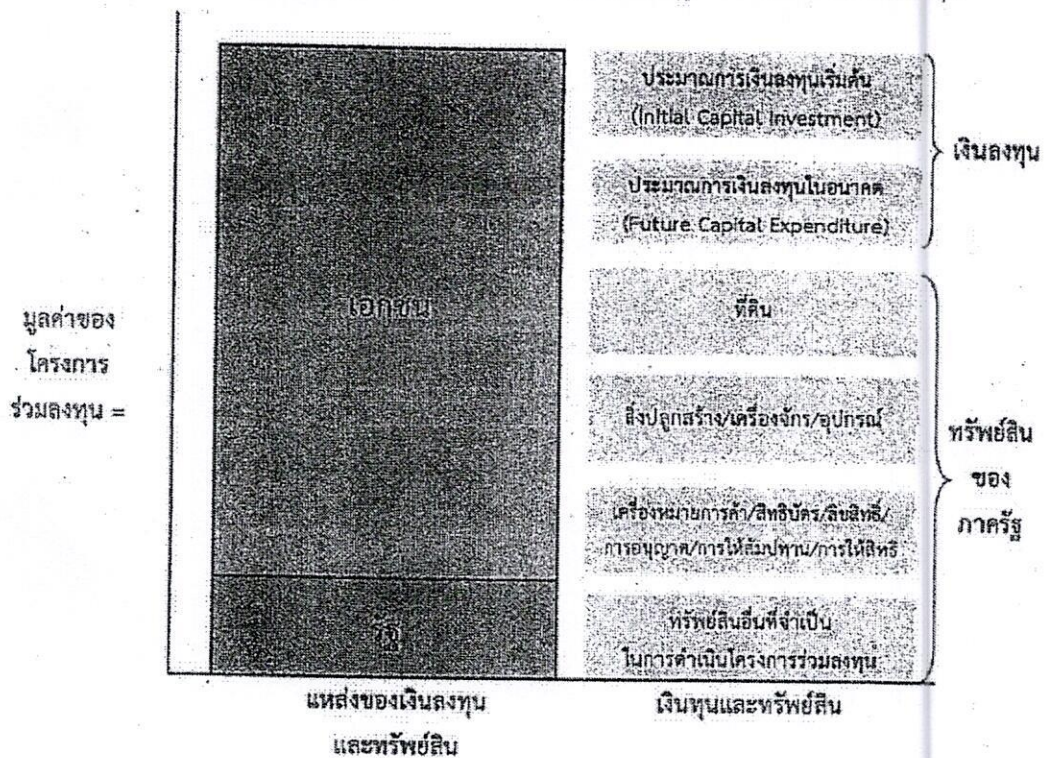 ประมาณการเงินลงทุนเริ่มต้น
(Initial Capital Investment)
ประมาณการเงินลงทุนในอนาคต
(Future Capital Expenditure)
เงินลงทุน
มูลค่าของ
โครงการ
ร่วมลงทุน =
เอกชน
รัฐ
ที่ดิน
สิ่งปลูกสร้าง/เครื่องจักร/อุปกรณ์
เครื่องหมายการค้า/สิทธิบัตร/ลิขสิทธิ์/
การอนุญาต/การให้สัมปทาน/การให้สิทธิ
ทรัพย์สินอื่นที่จำเป็น
ในการดำเนินโครงการร่วมลงทุน
ทรัพย์สิน
ของ
ภาครัฐ
แหล่งของเงินลงทุน
และทรัพย์สิน
เงินทุนและทรัพย์สิน